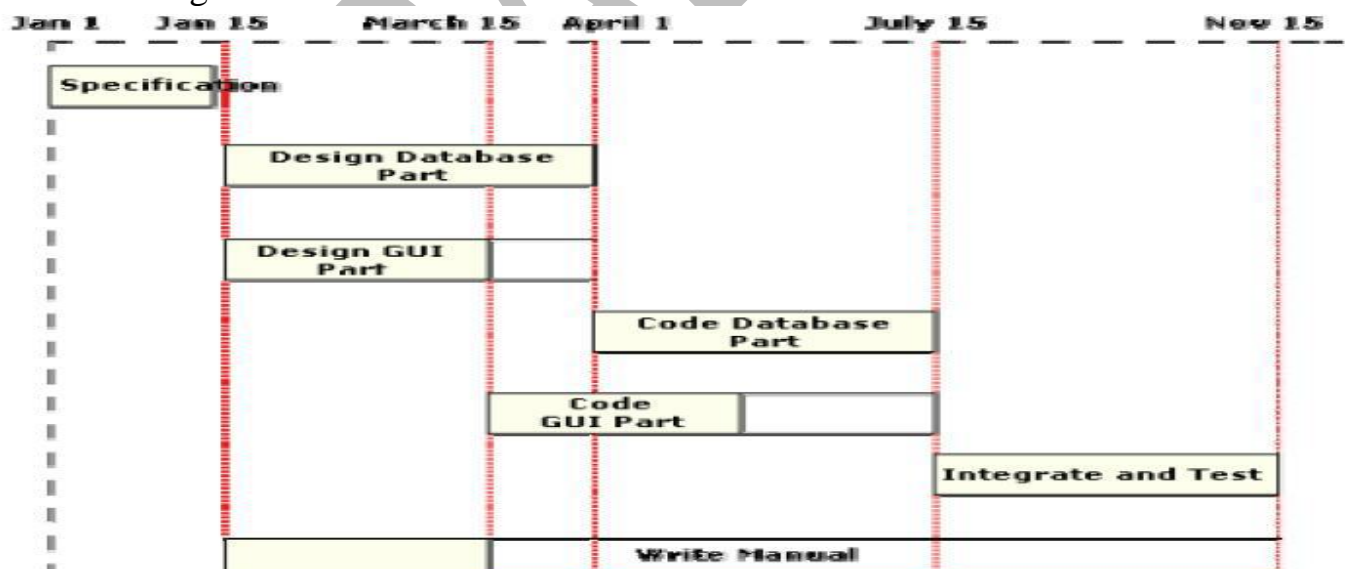 Jan 1 Jan 15 March 15 April 1 July 15 Nov 15
Specification
Design Database
Part
Design GUI
Part
Code Database
Part
Code
GUI Part
Integrate and Test
Write Manual